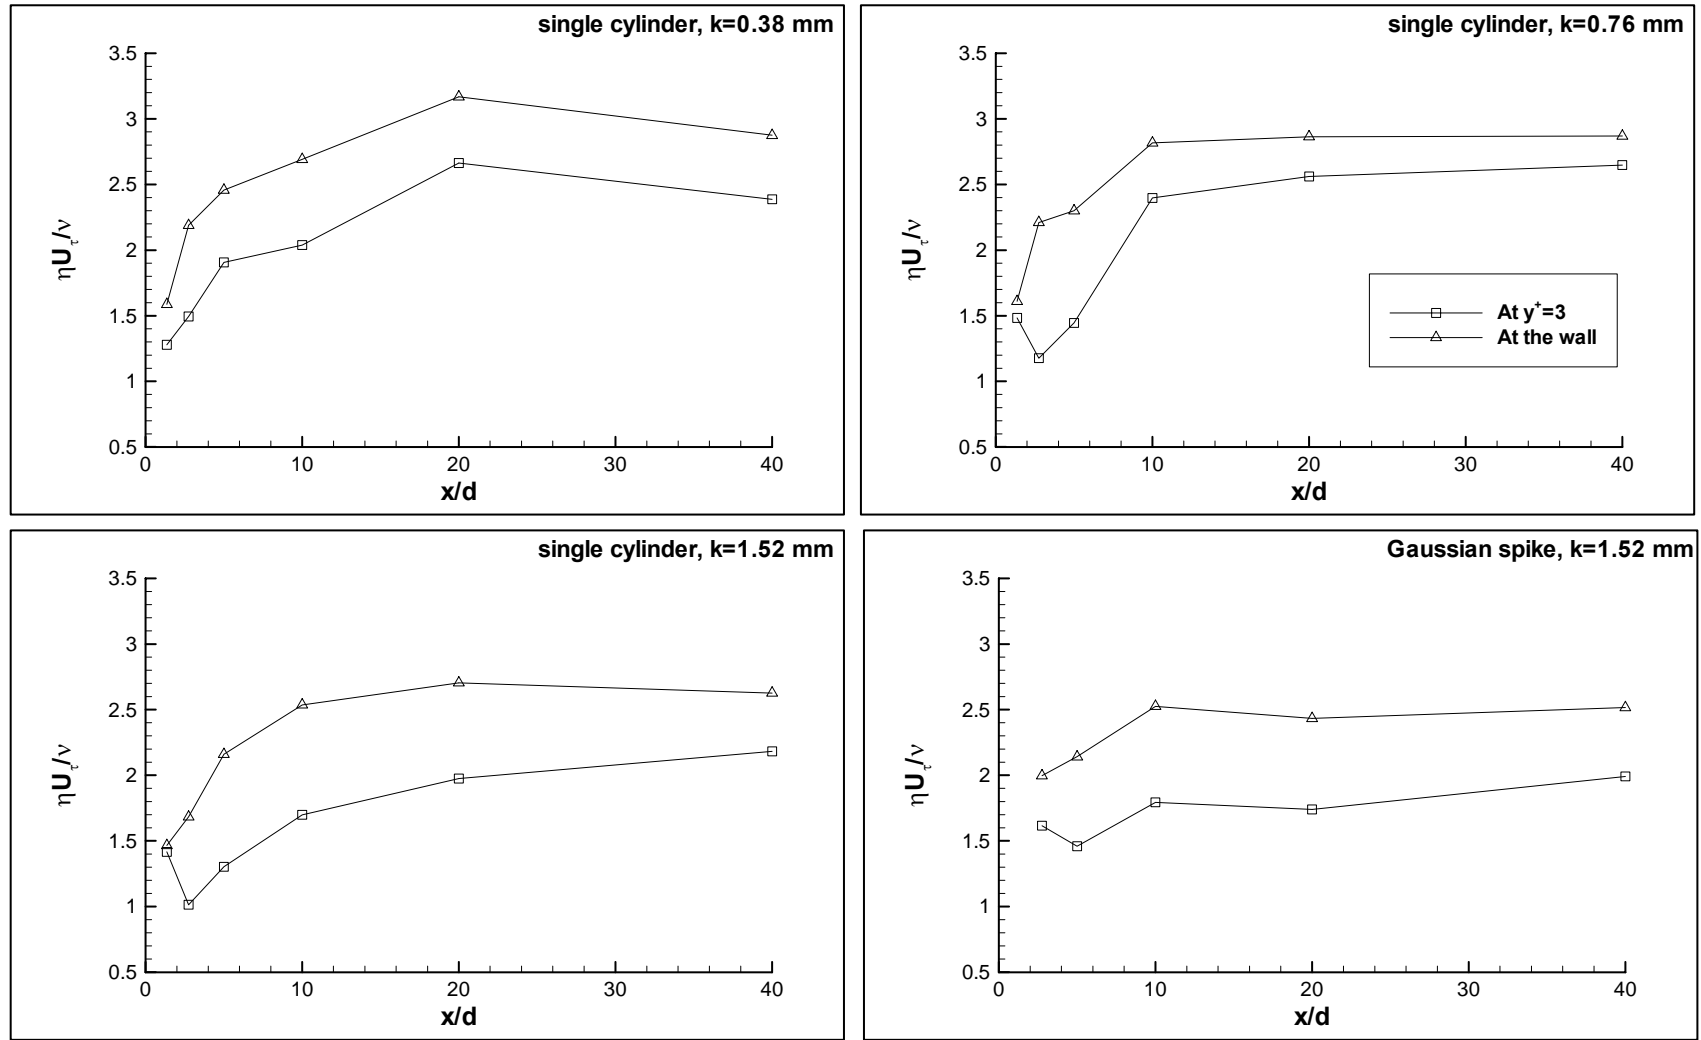 single cylinder, k=0.38 mm
3.5
3
2.5
2
1.5
1
0.5
ηUτ/ν
0 10 20 30 40
x/d
single cylinder, k=0.76 mm
3.5
3
2.5
2
1.5
1
0.5
ηUτ/ν
At y+=3
At the wall
0 10 20 30 40
x/d
single cylinder, k=1.52 mm
3.5
3
2.5
2
1.5
1
0.5
ηUτ/ν
0 10 20 30 40
x/d
Gaussian spike, k=1.52 mm
3.5
3
2.5
2
1.5
1
0.5
ηUτ/ν
0 10 20 30 40
x/d